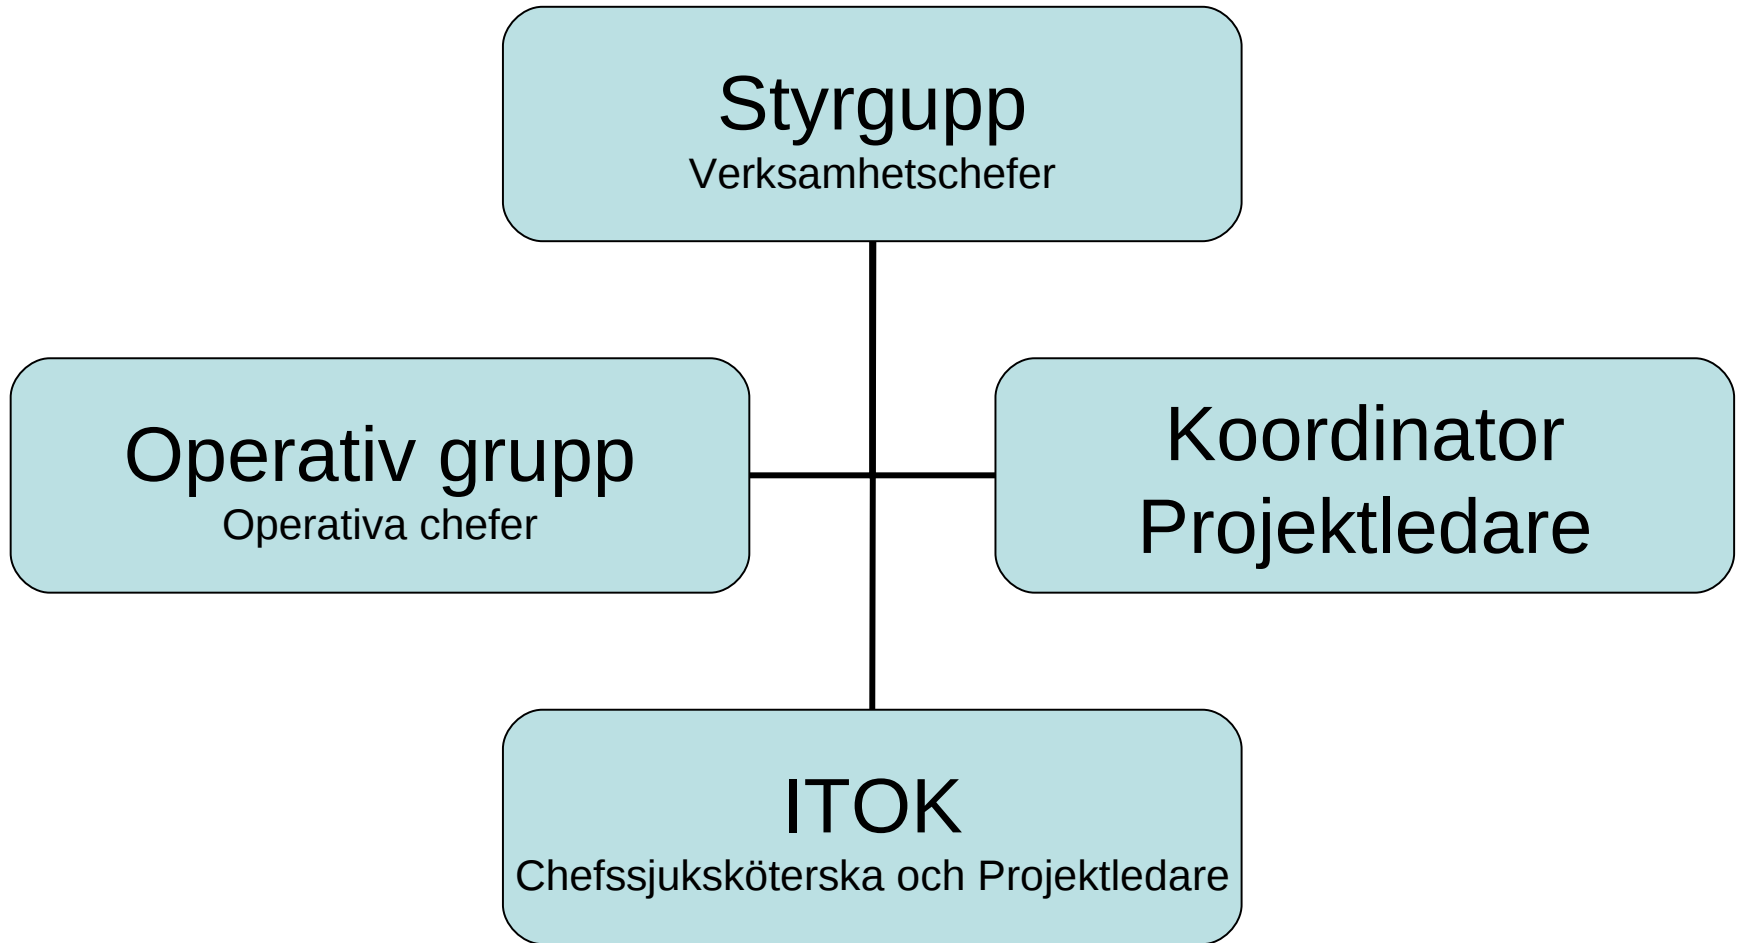 Styrgupp
Verksamhetschefer
Operativ grupp
Operativa chefer
Koordinator
Projektledare
ITOK
Chefssjuksköterska och Projektledare